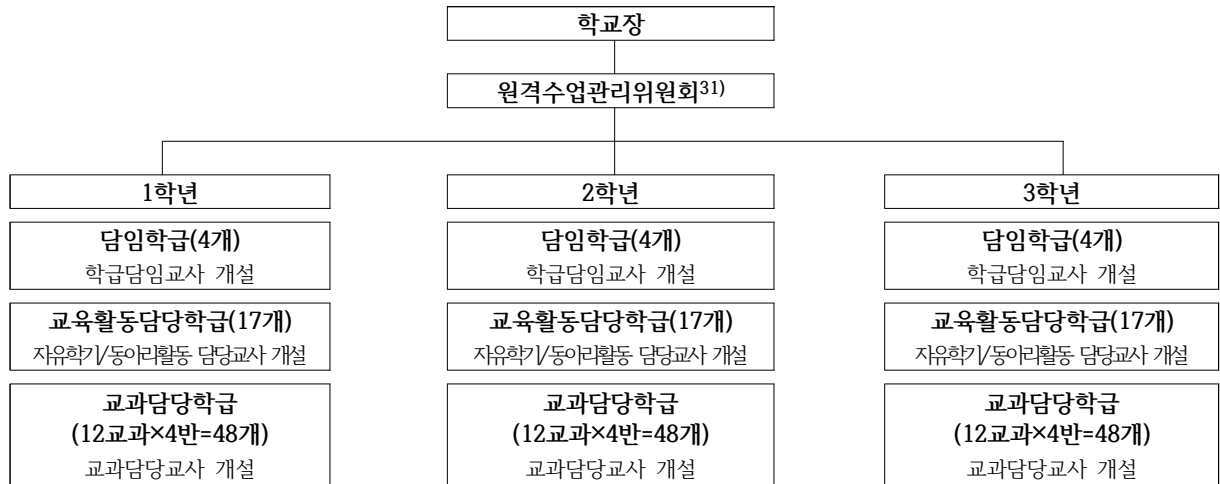 학교장
원격수업관리위원회31)
1학년
2학년
3학년
담임학급(4개)
학급담임교사 개설
담임학급(4개)
학급담임교사 개설
담임학급(4개)
학급담임교사 개설
교육활동담당학급(17개)
자유학기/동아리활동 담당교사 개설
교육활동담당학급(17개)
자유학기/동아리활동 담당교사 개설
교육활동담당학급(17개)
자유학기/동아리활동 담당교사 개설
교과담당학급
(12교과×4반=48개)
교과담당교사 개설
교과담당학급
(12교과×4반=48개)
교과담당교사 개설
교과담당학급
(12교과×4반=48개)
교과담당교사 개설